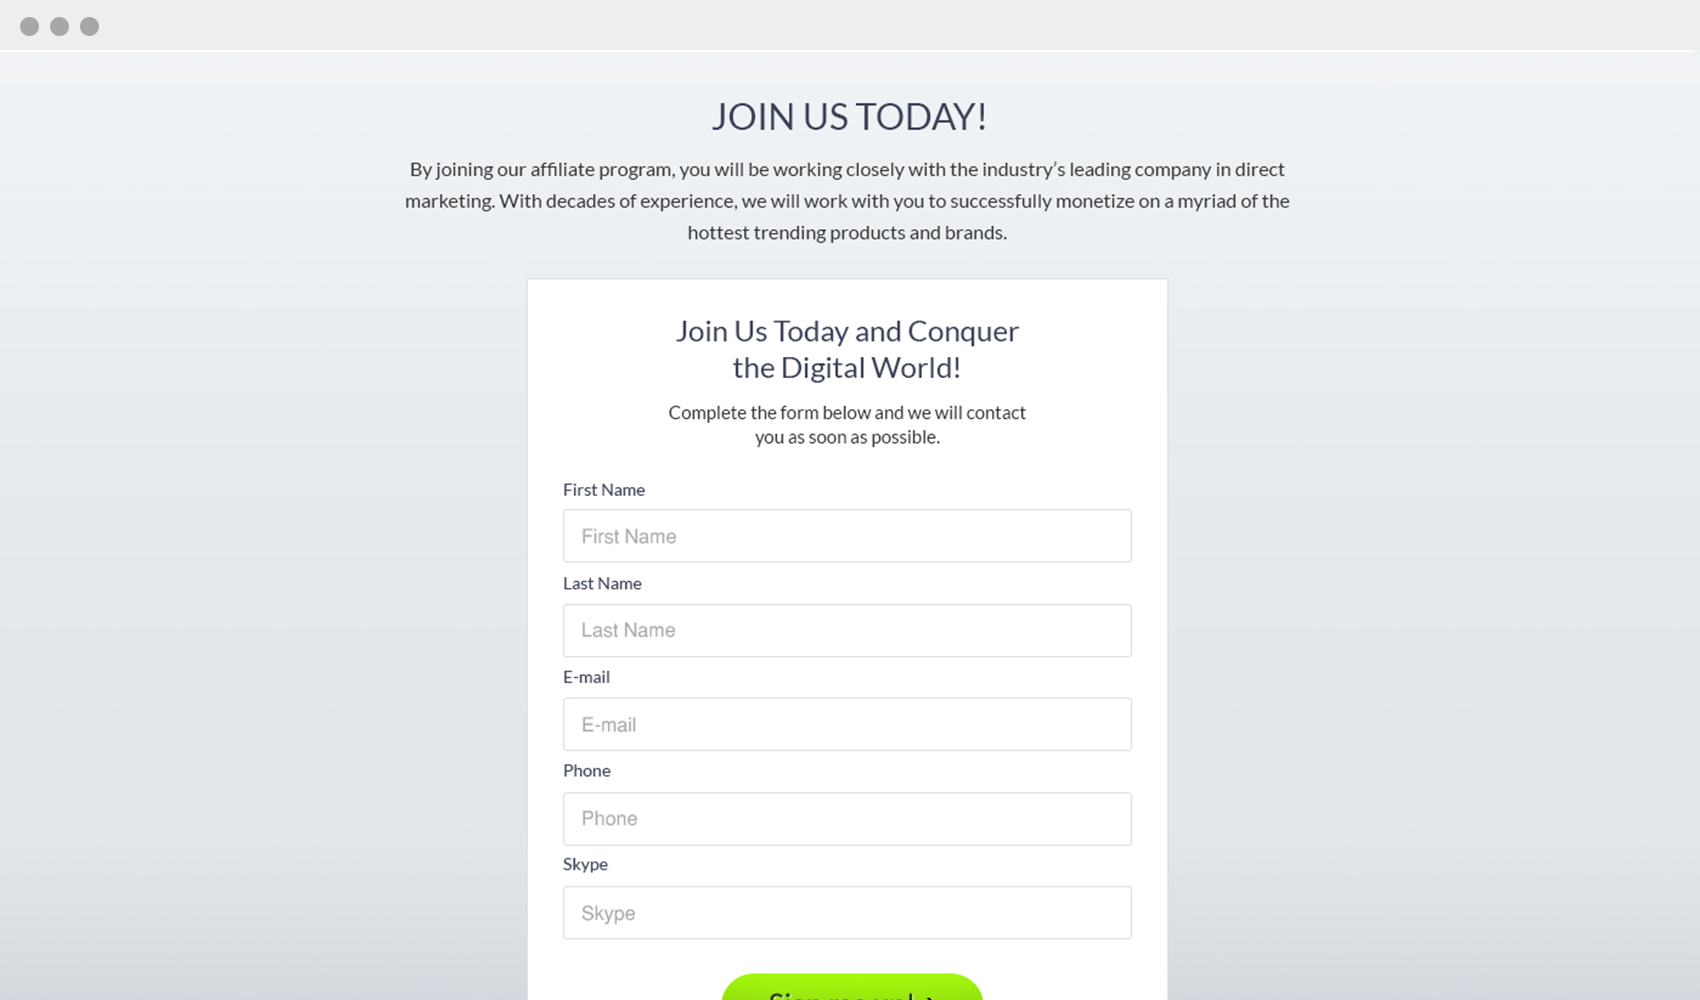 JOIN US TODAY!
By joining our affiliate program, you will be working closely with the industry’s leading company in direct
marketing. With decades of experience, we will work with you to successfully monetize on a myriad of the
hottest trending products and brands.
Join Us Today and Conquer
the Digital World!
Complete the form below and we will contact
you as soon as possible.
First Name
First Name
Last Name
Last Name
E-mail
E-mail
Phone
Phone
Skype
Skype